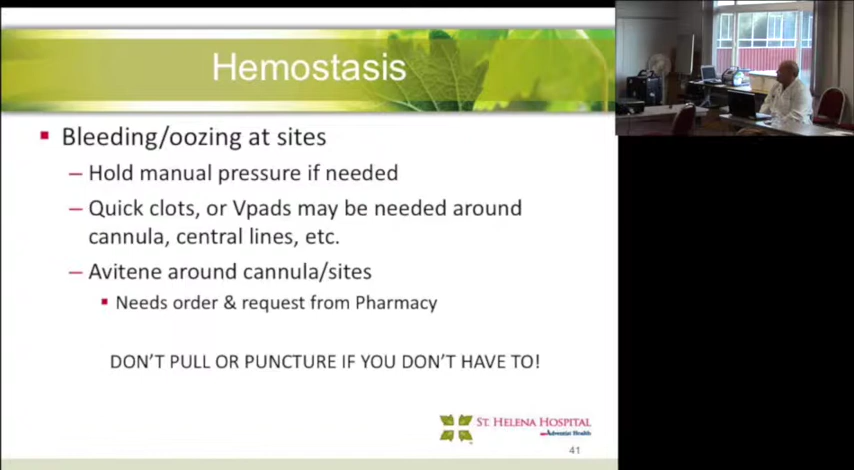 Hemostasis
Bleeding/oozing at sites
– Hold manual pressure if needed
– Quick clots, or Vpads may be needed around
cannula, central lines, etc.
– Avitene around cannula/sites
Needs order & request from Pharmacy
DON'T PULL OR PUNCTURE IF YOU DON'T HAVE TO!
ST. HELENA HOSPITAL
Adventist Health
41